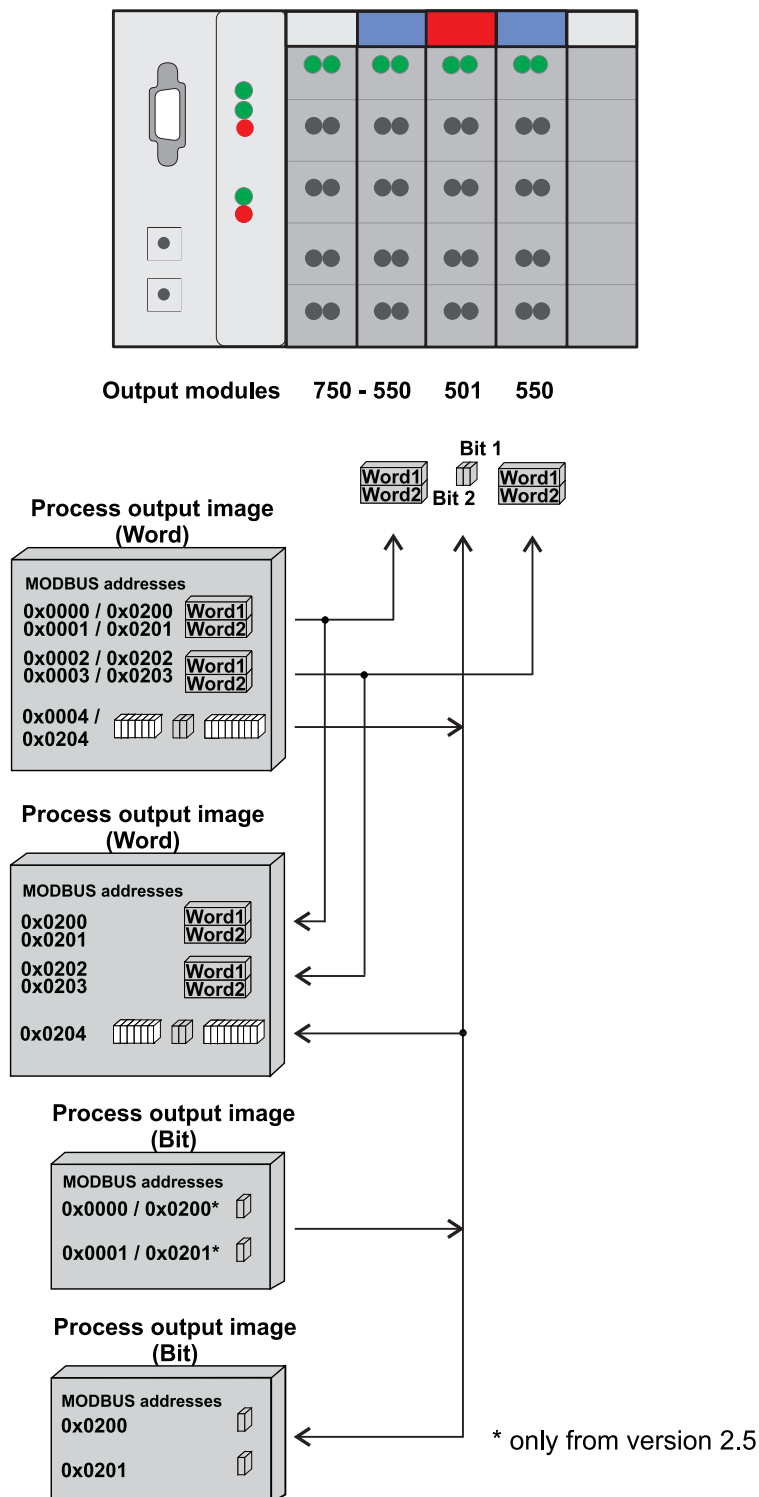 Output modules 750 - 550 501 550
Bit 1
Word1 Word1
Word2 Bit 2 Word2
Process output image
(Word)
MODBUS addresses
0x0000 / 0x0200 Word1
0x0001 / 0x0201 Word2
0x0002 / 0x0202 Word1
0x0003 / 0x0203 Word2
0x0004 /
0x0204
Process output image
(Word)
MODBUS addresses
0x0200 Word1
0x0201 Word2
0x0202 Word1
0x0203 Word2
0x0204
Process output image
(Bit)
MODBUS addresses
0x0000 / 0x0200*
0x0001 / 0x0201*
Process output image
(Bit)
MODBUS addresses
0x0200
0x0201
* only from version 2.5